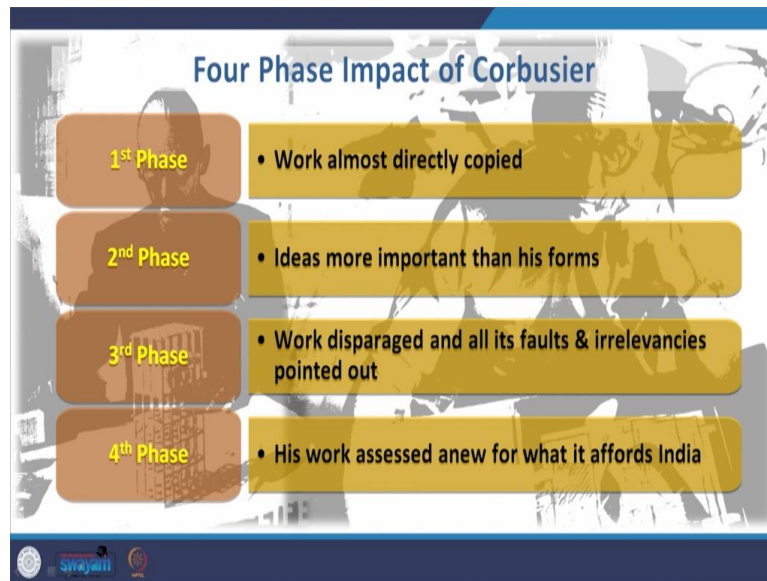 Four Phase Impact of Corbusier
1st Phase
• Work almost directly copied
2nd Phase
• Ideas more important than his forms
3rd Phase
• Work disparaged and all its faults & irrelevancies
pointed out
4th Phase
• His work assessed anew for what it affords India
swayam